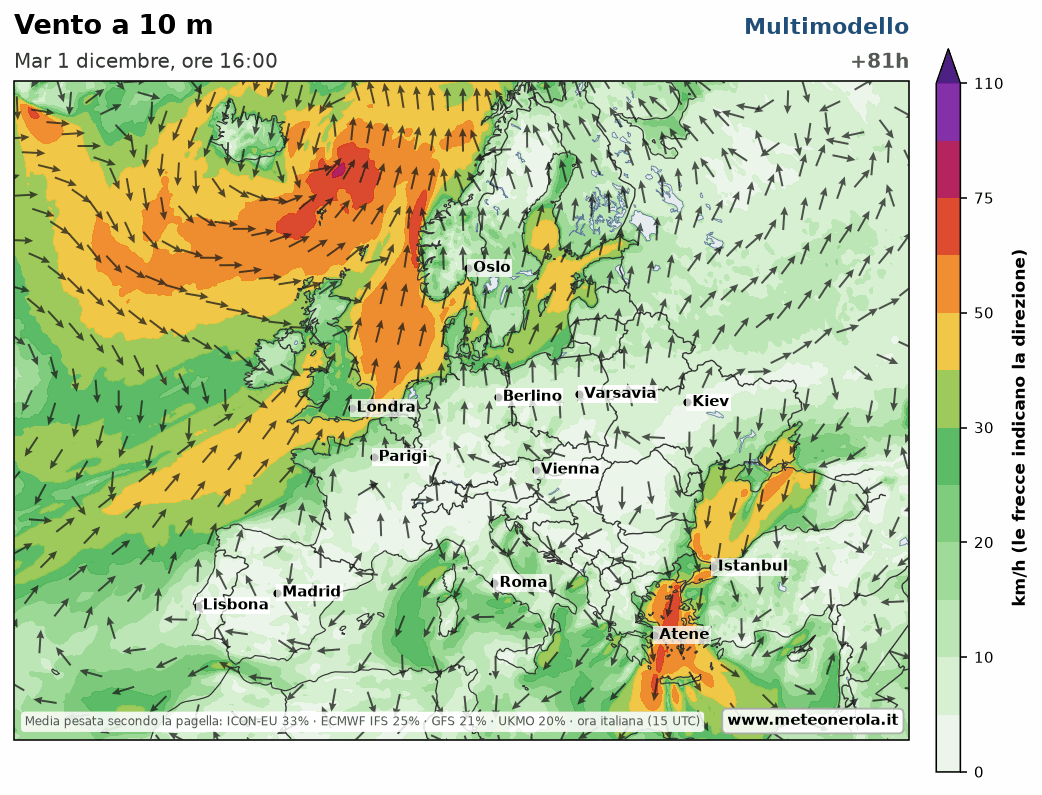 Vento a 10 m
Multimodello
Mar 1 dicembre, ore 16:00
+81h
110
75
50
30
20
10
0
km/h (le frecce indicano la direzione)
Oslo
Londra
Berlino
Varsavia
Kiev
Parigi
Vienna
Istanbul
Roma
Madrid
Lisbona
Atene
Media pesata secondo la pagella: ICON-EU 33% · ECMWF IFS 25% · GFS 21% · UKMO 20% · ora italiana (15 UTC)
www.meteonerola.it